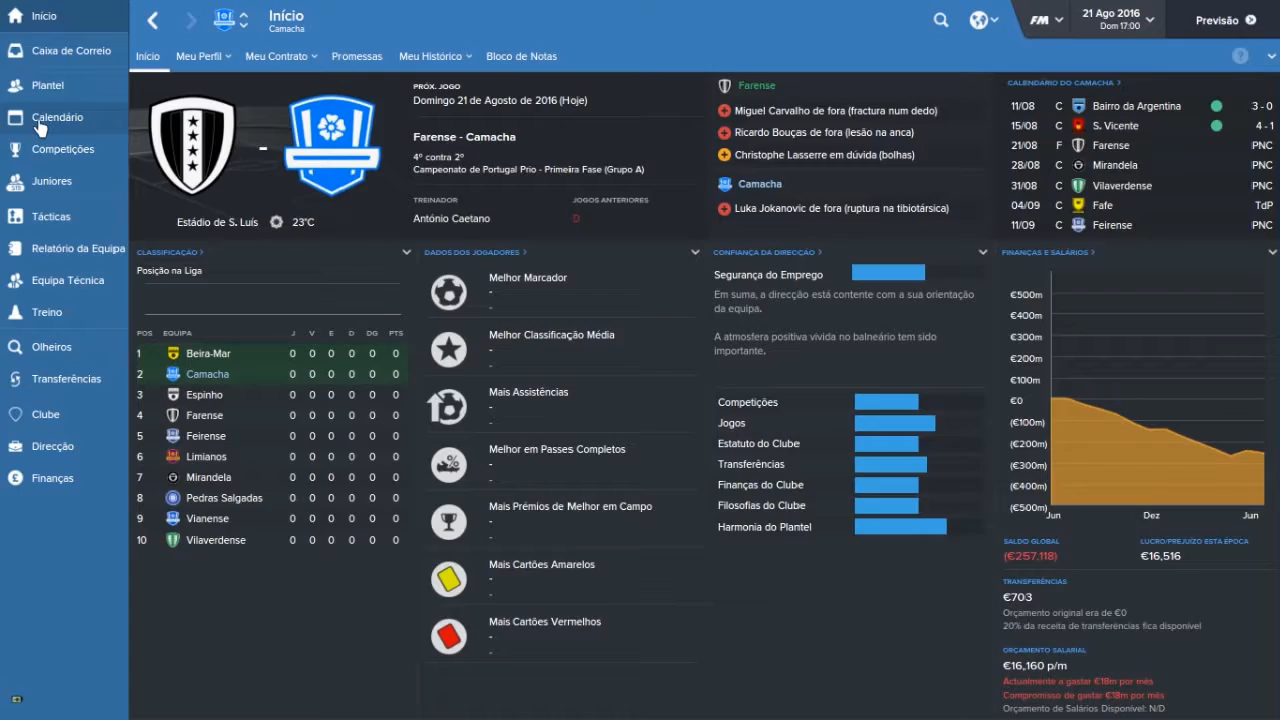 Início
Caixa de Correio
Plantel
Calendário
Competições
Juniores
Tácticas
Relatório da Equipa
Equipa Técnica
Treino
Olheiros
Transferências
Clube
Direcção
Finanças
Início
Camacha
FM
21 Ago 2016
Dom 17:00
Previsão
Início Meu Perfil Meu Contrato Promessas Meu Histórico Bloco de Notas
?
-
Estádio de S. Luís 23°C
PRÓX. JOGO
Domingo 21 de Agosto de 2016 (Hoje)
Farense - Camacha
4º contra 2º
Campeonato de Portugal Prio - Primeira Fase (Grupo A)
TREINADOR JOGOS ANTERIORES
António Caetano D
Farense
Miguel Carvalho de fora (fractura num dedo)
Ricardo Bouças de fora (lesão na anca)
Christophe Lasserre em dúvida (bolhas)
Camacha
Luka Jokanovic de fora (ruptura na tibiotársica)
CALENDÁRIO DO CAMACHA >
11/08 C Bairro da Argentina 3 - 0
15/08 C S. Vicente 4 - 1
21/08 F Farense PNC
28/08 C Mirandela PNC
31/08 C Vilaverdense PNC
04/09 C Fafe TdP
11/09 C Feirense PNC
CLASSIFICAÇÃO >
Posição na Liga
POS EQUIPA J V E D DG PTS
1 Beira-Mar 0 0 0 0 0 0
2 Camacha 0 0 0 0 0 0
3 Espinho 0 0 0 0 0 0
4 Farense 0 0 0 0 0 0
5 Feirense 0 0 0 0 0 0
6 Limianos 0 0 0 0 0 0
7 Mirandela 0 0 0 0 0 0
8 Pedras Salgadas 0 0 0 0 0 0
9 Vianense 0 0 0 0 0 0
10 Vilaverdense 0 0 0 0 0 0
DADOS DOS JOGADORES >
Melhor Marcador
-
-
Melhor Classificação Média
-
-
Mais Assistências
-
-
Melhor em Passes Completos
-
-
Mais Prémios de Melhor em Campo
-
-
Mais Cartões Amarelos
-
-
Mais Cartões Vermelhos
-
-
CONFIANÇA DA DIRECÇÃO >
Segurança do Emprego
Em suma, a direcção está contente com a sua orientação
da equipa.
A atmosfera positiva vivida no balneário tem sido
importante.
Competições
Jogos
Estatuto do Clube
Transferências
Finanças do Clube
Filosofias do Clube
Harmonia do Plantel
FINANÇAS E SALÁRIOS >
€500m
€400m
€300m
€200m
€100m
€0
(€100m)
(€200m)
(€300m)
(€400m)
(€500m)
Jun Dez Jun
SALDO GLOBAL LUCRO/PREJUÍZO ESTA ÉPOCA
(€257,118) €16,516
TRANSFERÊNCIAS
€703
Orçamento original era de €0
20% da receita de transferências fica disponível
ORÇAMENTO SALARIAL
€16,160 p/m
Actualmente a gastar €18m por mês
Compromisso de gastar €18m por mês
Orçamento de Salários Disponível: N/D